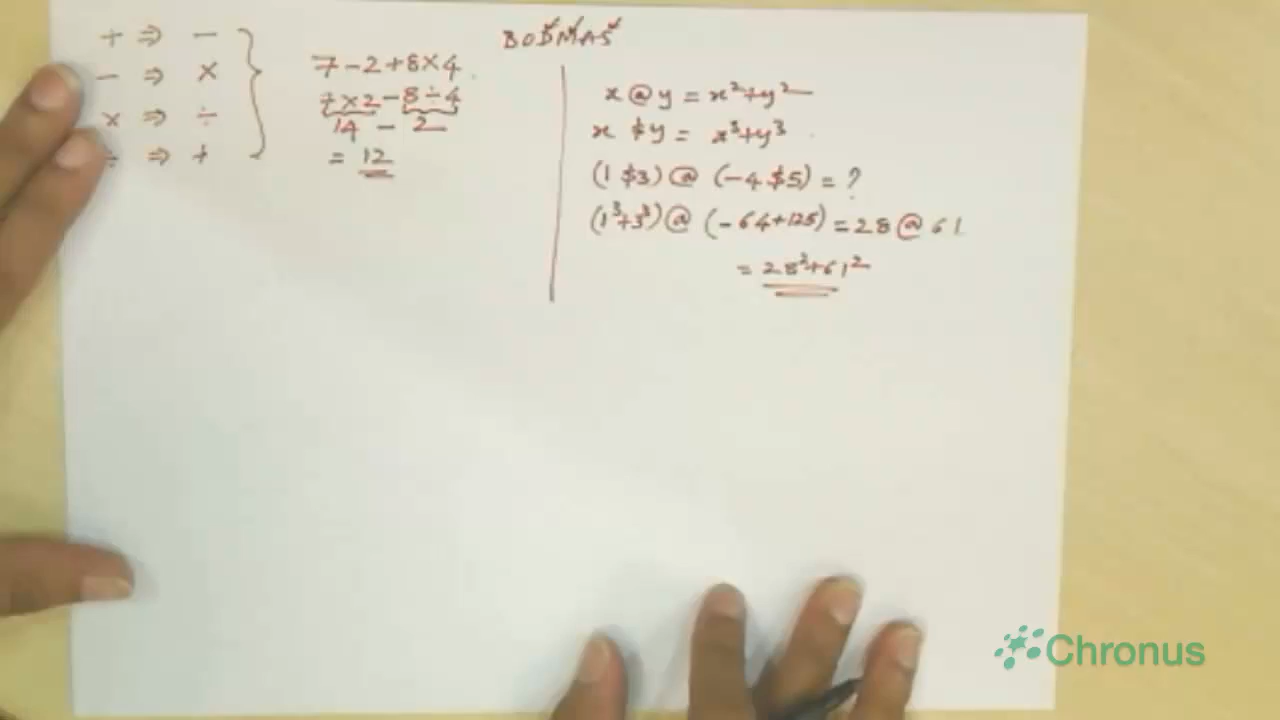 BODMAS
+ ⇒ −
− ⇒ ×
× ⇒ ÷
÷ ⇒ +
7 − 2 + 8 × 4
7 × 2 − 8 ÷ 4
14 − 2
= 12
x @ y = x² + y²
x $ y = x³ + y³
(1 $ 3) @ (−4 $ 5) = ?
(1³ + 3³) @ (−64 + 125) = 28 @ 61
= 28² + 61²
Chronus